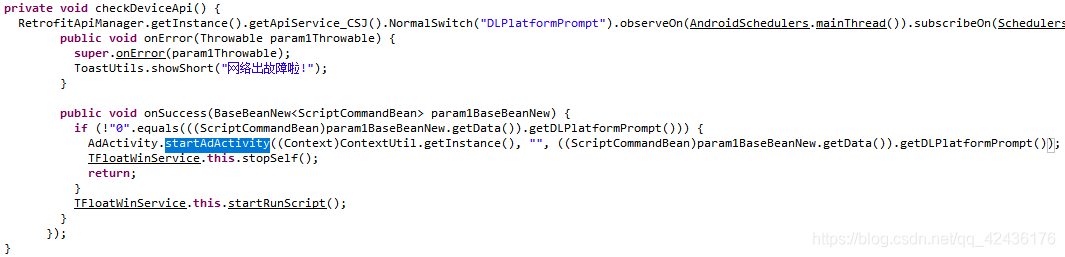 private void checkDeviceApi() {
RetrofitApiManager.getInstance().getApiService_CSJ().NormalSwitch("DLPlatformPrompt").observeOn(AndroidSchedulers.mainThread()).subscribeOn(Schedulers
public void onError(Throwable param1Throwable) {
super.onError(param1Throwable);
ToastUtils.showShort("网络出故障啦!");
}
public void onSuccess(BaseBeanNew<ScriptCommandBean> param1BaseBeanNew) {
if (!"0".equals(((ScriptCommandBean)param1BaseBeanNew.getData()).getDLPlatformPrompt())) {
AdActivity.startAdActivity((Context)ContextUtil.getInstance(), "", ((ScriptCommandBean)param1BaseBeanNew.getData()).getDLPlatformPrompt());
TFloatWinService.this.stopSelf();
return;
}
TFloatWinService.this.startRunScript();
}
});
}
https://blog.csdn.net/qq_42436176